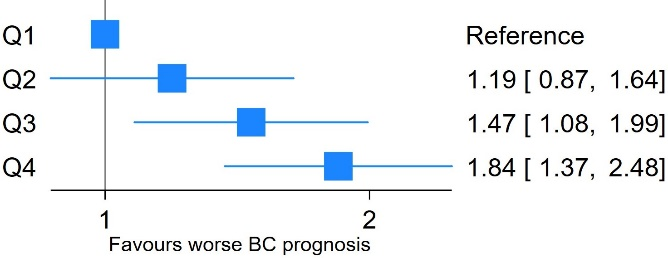 Q1 Reference
Q2 1.19 [ 0.87, 1.64]
Q3 1.47 [ 1.08, 1.99]
Q4 1.84 [ 1.37, 2.48]
1 2
Favours worse BC prognosis